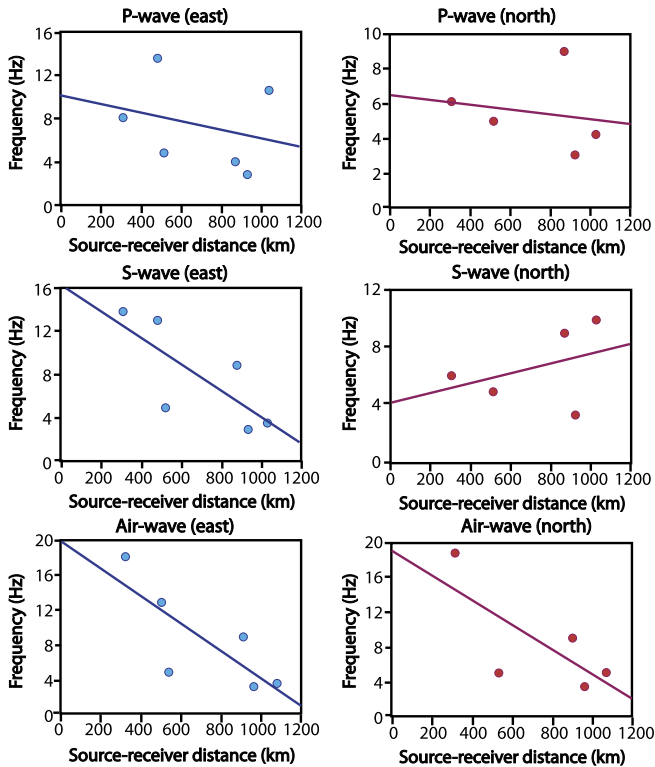 P-wave (east)
16
12
8
4
0
Frequency (Hz)
0 200 400 600 800 1000 1200
Source-receiver distance (km)
P-wave (north)
10
8
6
4
2
0
Frequency (Hz)
0 200 400 600 800 1000 1200
Source-receiver distance (km)
S-wave (east)
16
12
8
4
0
Frequency (Hz)
0 200 400 600 800 1000 1200
Source-receiver distance (km)
S-wave (north)
12
8
4
0
Frequency (Hz)
0 200 400 600 800 1000 1200
Source-receiver distance (km)
Air-wave (east)
20
16
12
8
4
0
Frequency (Hz)
0 200 400 600 800 1000 1200
Source-receiver distance (km)
Air-wave (north)
20
16
12
8
4
0
Frequency (Hz)
0 200 400 600 800 1000 1200
Source-receiver distance (km)